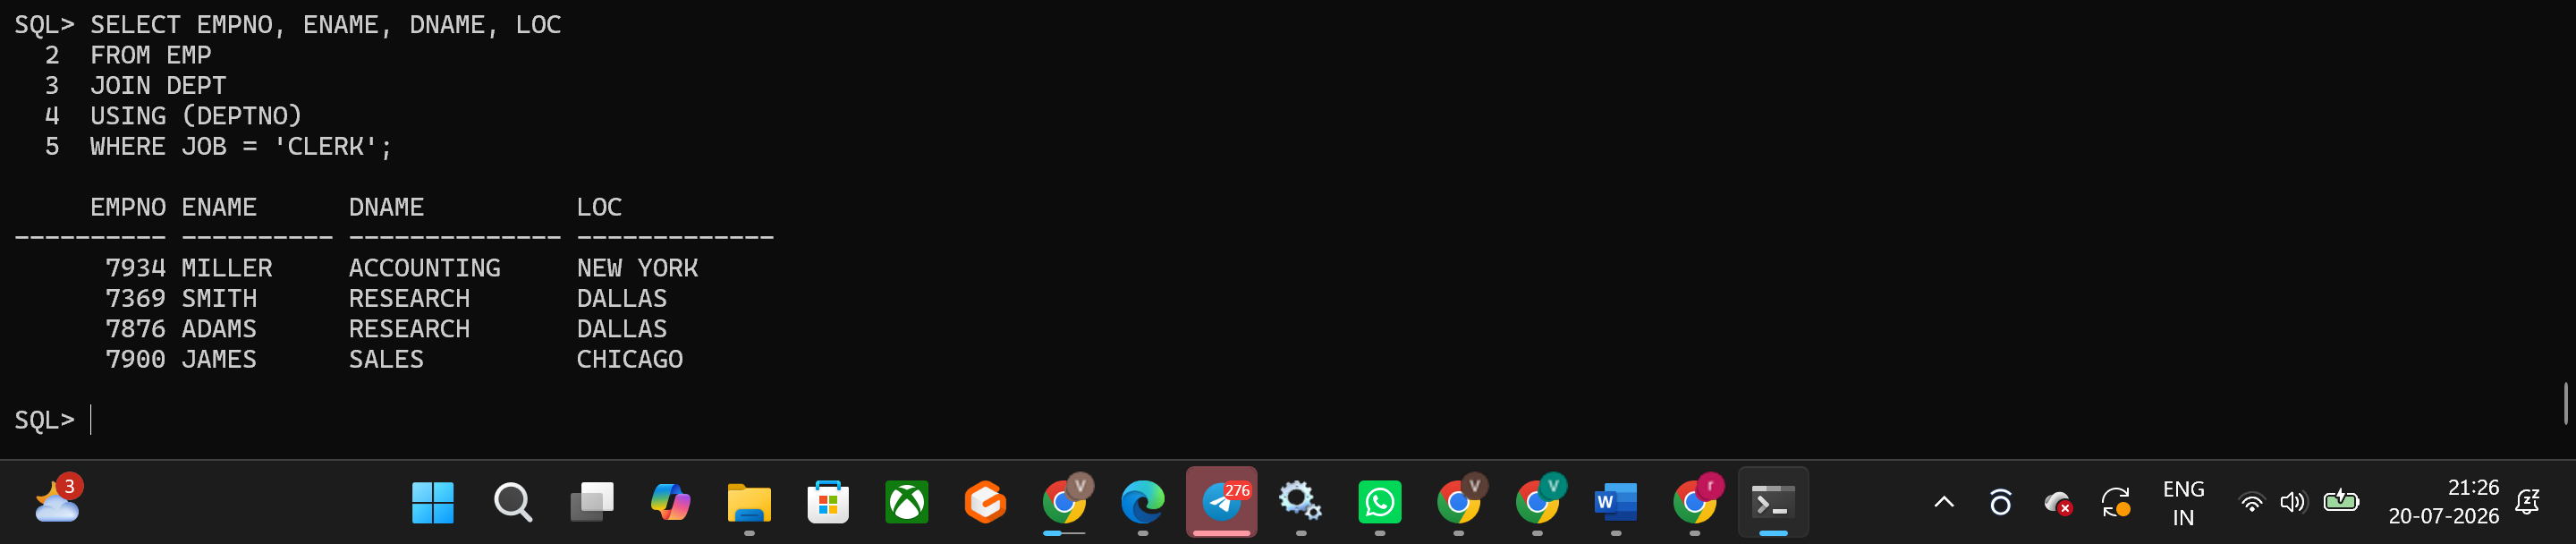 SQL> SELECT EMPNO, ENAME, DNAME, LOC
  2  FROM EMP
  3  JOIN DEPT
  4  USING (DEPTNO)
  5  WHERE JOB = 'CLERK';

     EMPNO ENAME      DNAME          LOC
---------- ---------- -------------- -------------
      7934 MILLER     ACCOUNTING     NEW YORK
      7369 SMITH      RESEARCH       DALLAS
      7876 ADAMS      RESEARCH       DALLAS
      7900 JAMES      SALES          CHICAGO

SQL>
3
V
276
V
V
W
r
ENG
IN
21:26
20-07-2026